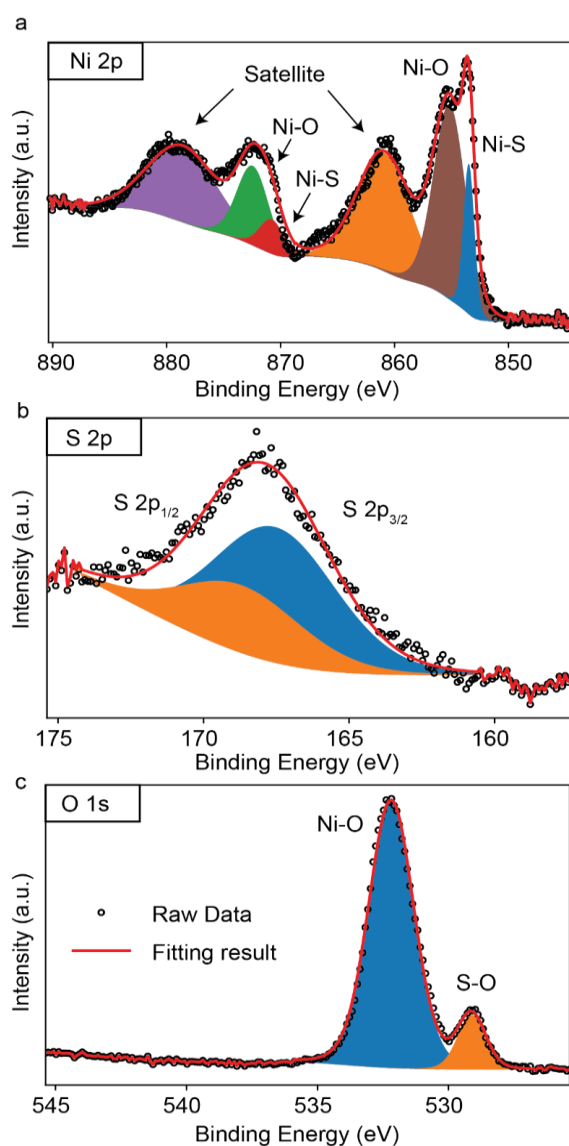 a
Ni 2p
Satellite
Ni-O
Ni-S
Ni-O
Ni-S
Intensity (a.u.)
890 880 870 860 850
Binding Energy (eV)
b
S 2p
S 2p1/2
S 2p3/2
Intensity (a.u.)
175 170 165 160
Binding Energy (eV)
c
O 1s
Ni-O
S-O
Raw Data
Fitting result
Intensity (a.u.)
545 540 535 530
Binding Energy (eV)